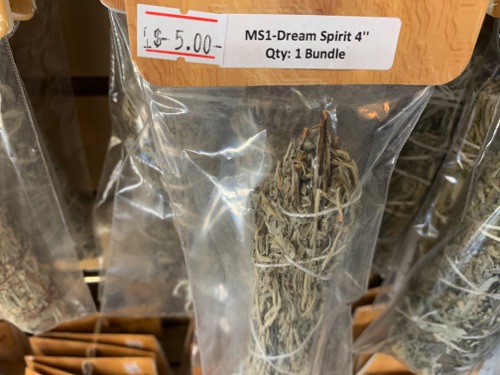 $-5.00-
MS1-Dream Spirit 4"
Qty: 1 Bundle